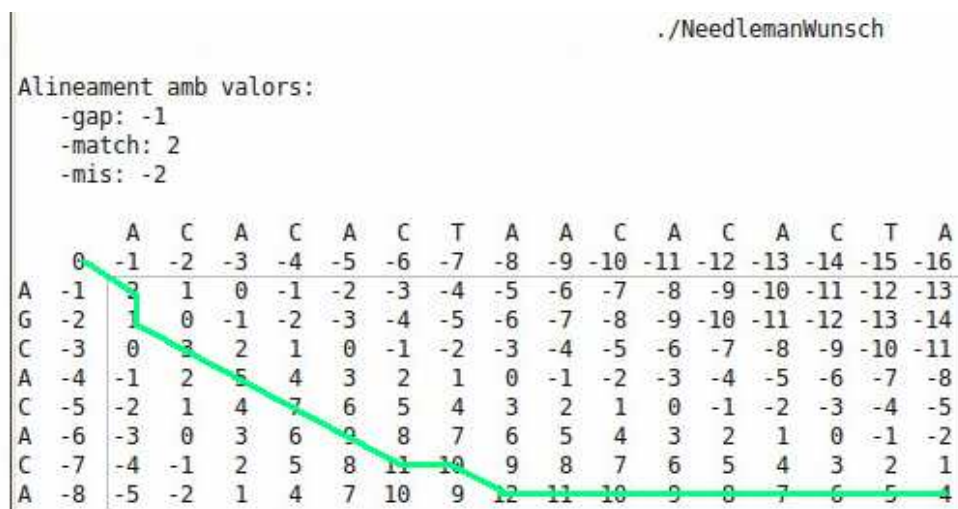 ./NeedlemanWunsch
Alineament amb valors:
-gap: -1
-match: 2
-mis: -2
A C A C A C T A A C A C A C T A
0 -1 -2 -3 -4 -5 -6 -7 -8 -9 -10 -11 -12 -13 -14 -15 -16
A -1 2 1 0 -1 -2 -3 -4 -5 -6 -7 -8 -9 -10 -11 -12 -13
G -2 1 0 -1 -2 -3 -4 -5 -6 -7 -8 -9 -10 -11 -12 -13 -14
C -3 0 3 2 1 0 -1 -2 -3 -4 -5 -6 -7 -8 -9 -10 -11
A -4 -1 2 5 4 3 2 1 0 -1 -2 -3 -4 -5 -6 -7 -8
C -5 -2 1 4 7 6 5 4 3 2 1 0 -1 -2 -3 -4 -5
A -6 -3 0 3 6 9 8 7 6 5 4 3 2 1 0 -1 -2
C -7 -4 -1 2 5 8 11 10 9 8 7 6 5 4 3 2 1
A -8 -5 -2 1 4 7 10 9 12 11 10 9 8 7 6 5 4